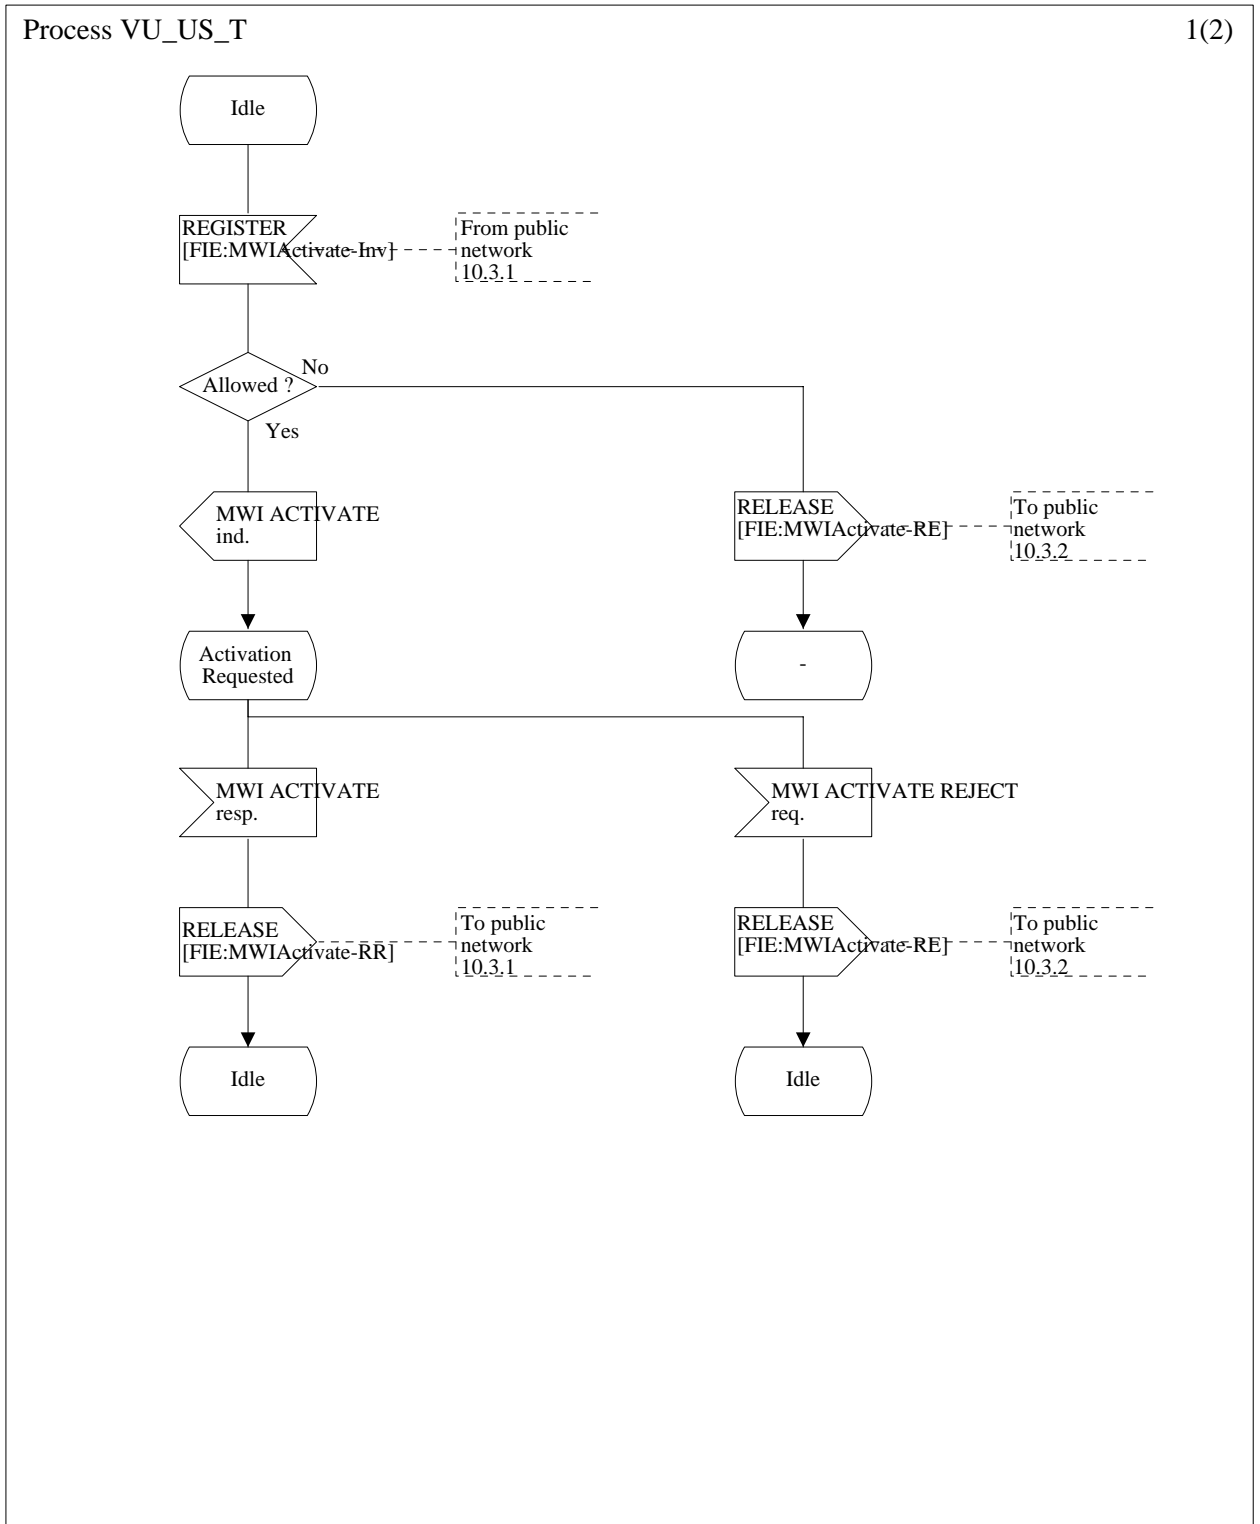 Process VU_US_T
1(2)
Idle
REGISTER
[FIE:MWIActivate-Inv]
From public
network
10.3.1
Allowed ?
No
Yes
MWI ACTIVATE
ind.
RELEASE
[FIE:MWIActivate-RE]
To public
network
10.3.2
Activation
Requested
-
MWI ACTIVATE
resp.
MWI ACTIVATE REJECT
req.
RELEASE
[FIE:MWIActivate-RR]
To public
network
10.3.1
RELEASE
[FIE:MWIActivate-RE]
To public
network
10.3.2
Idle
Idle